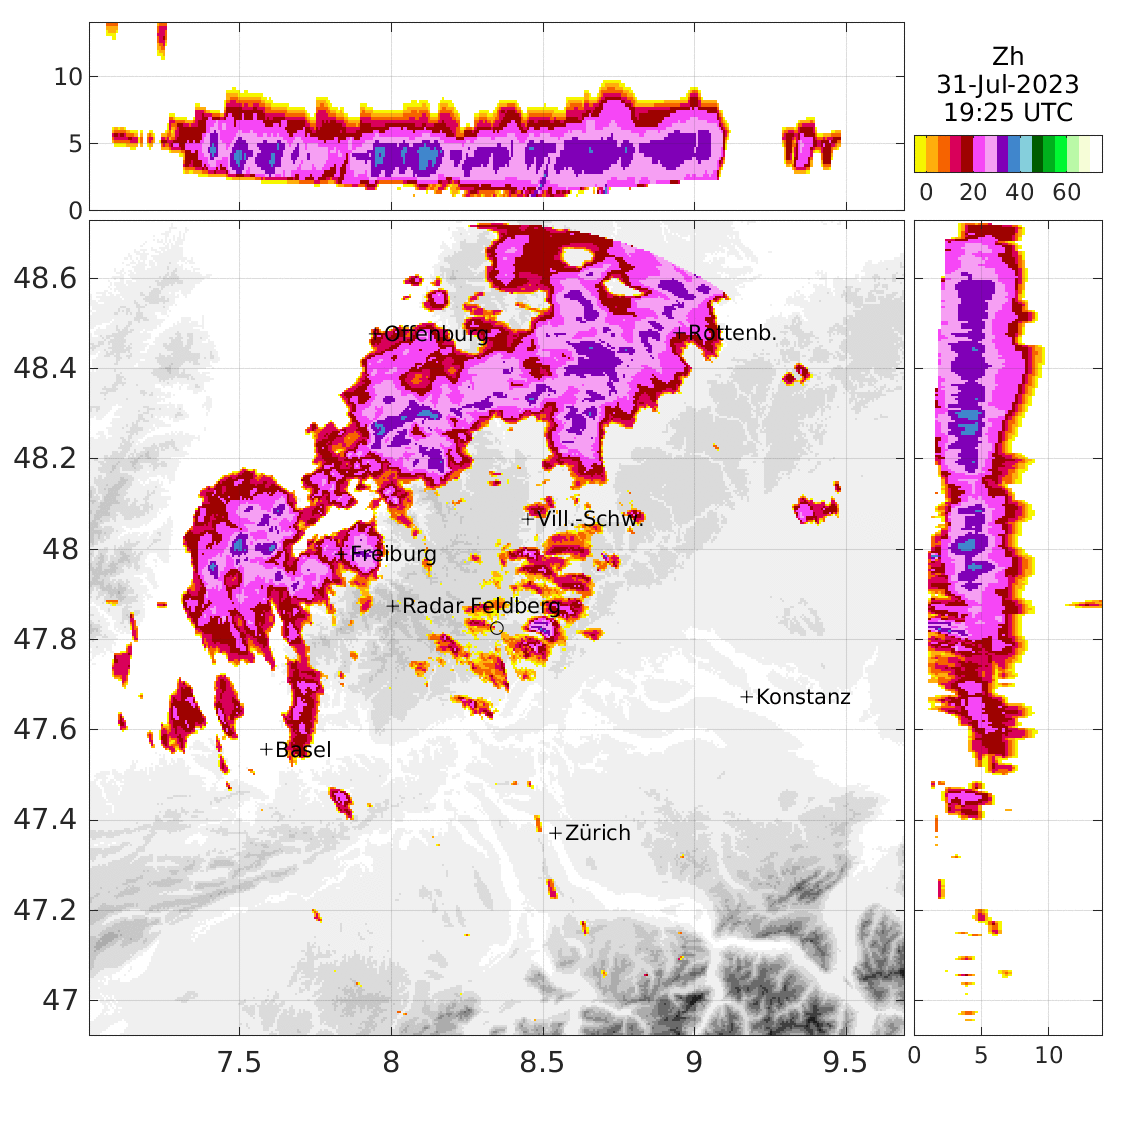 Zh
31-Jul-2023
19:25 UTC
0 20 40 60
10
5
0
48.6
48.4
48.2
48
47.8
47.6
47.4
47.2
47
Offenburg
Rottenb.
Vill.-Schw.
Freiburg
Radar Feldberg
Konstanz
Basel
Zürich
7.5 8 8.5 9 9.5
0 5 10